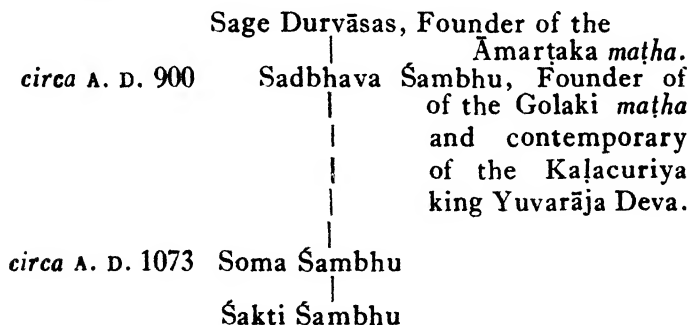 Sage Durvāsas, Founder of the
Āmarṭaka maṭha.
circa A. D. 900 Sadbhava Śambhu, Founder of
of the Golaki maṭha
and contemporary
of the Kaḷacuriya
king Yuvarāja Deva.
circa A. D. 1073 Soma Śambhu
Śakti Śambhu